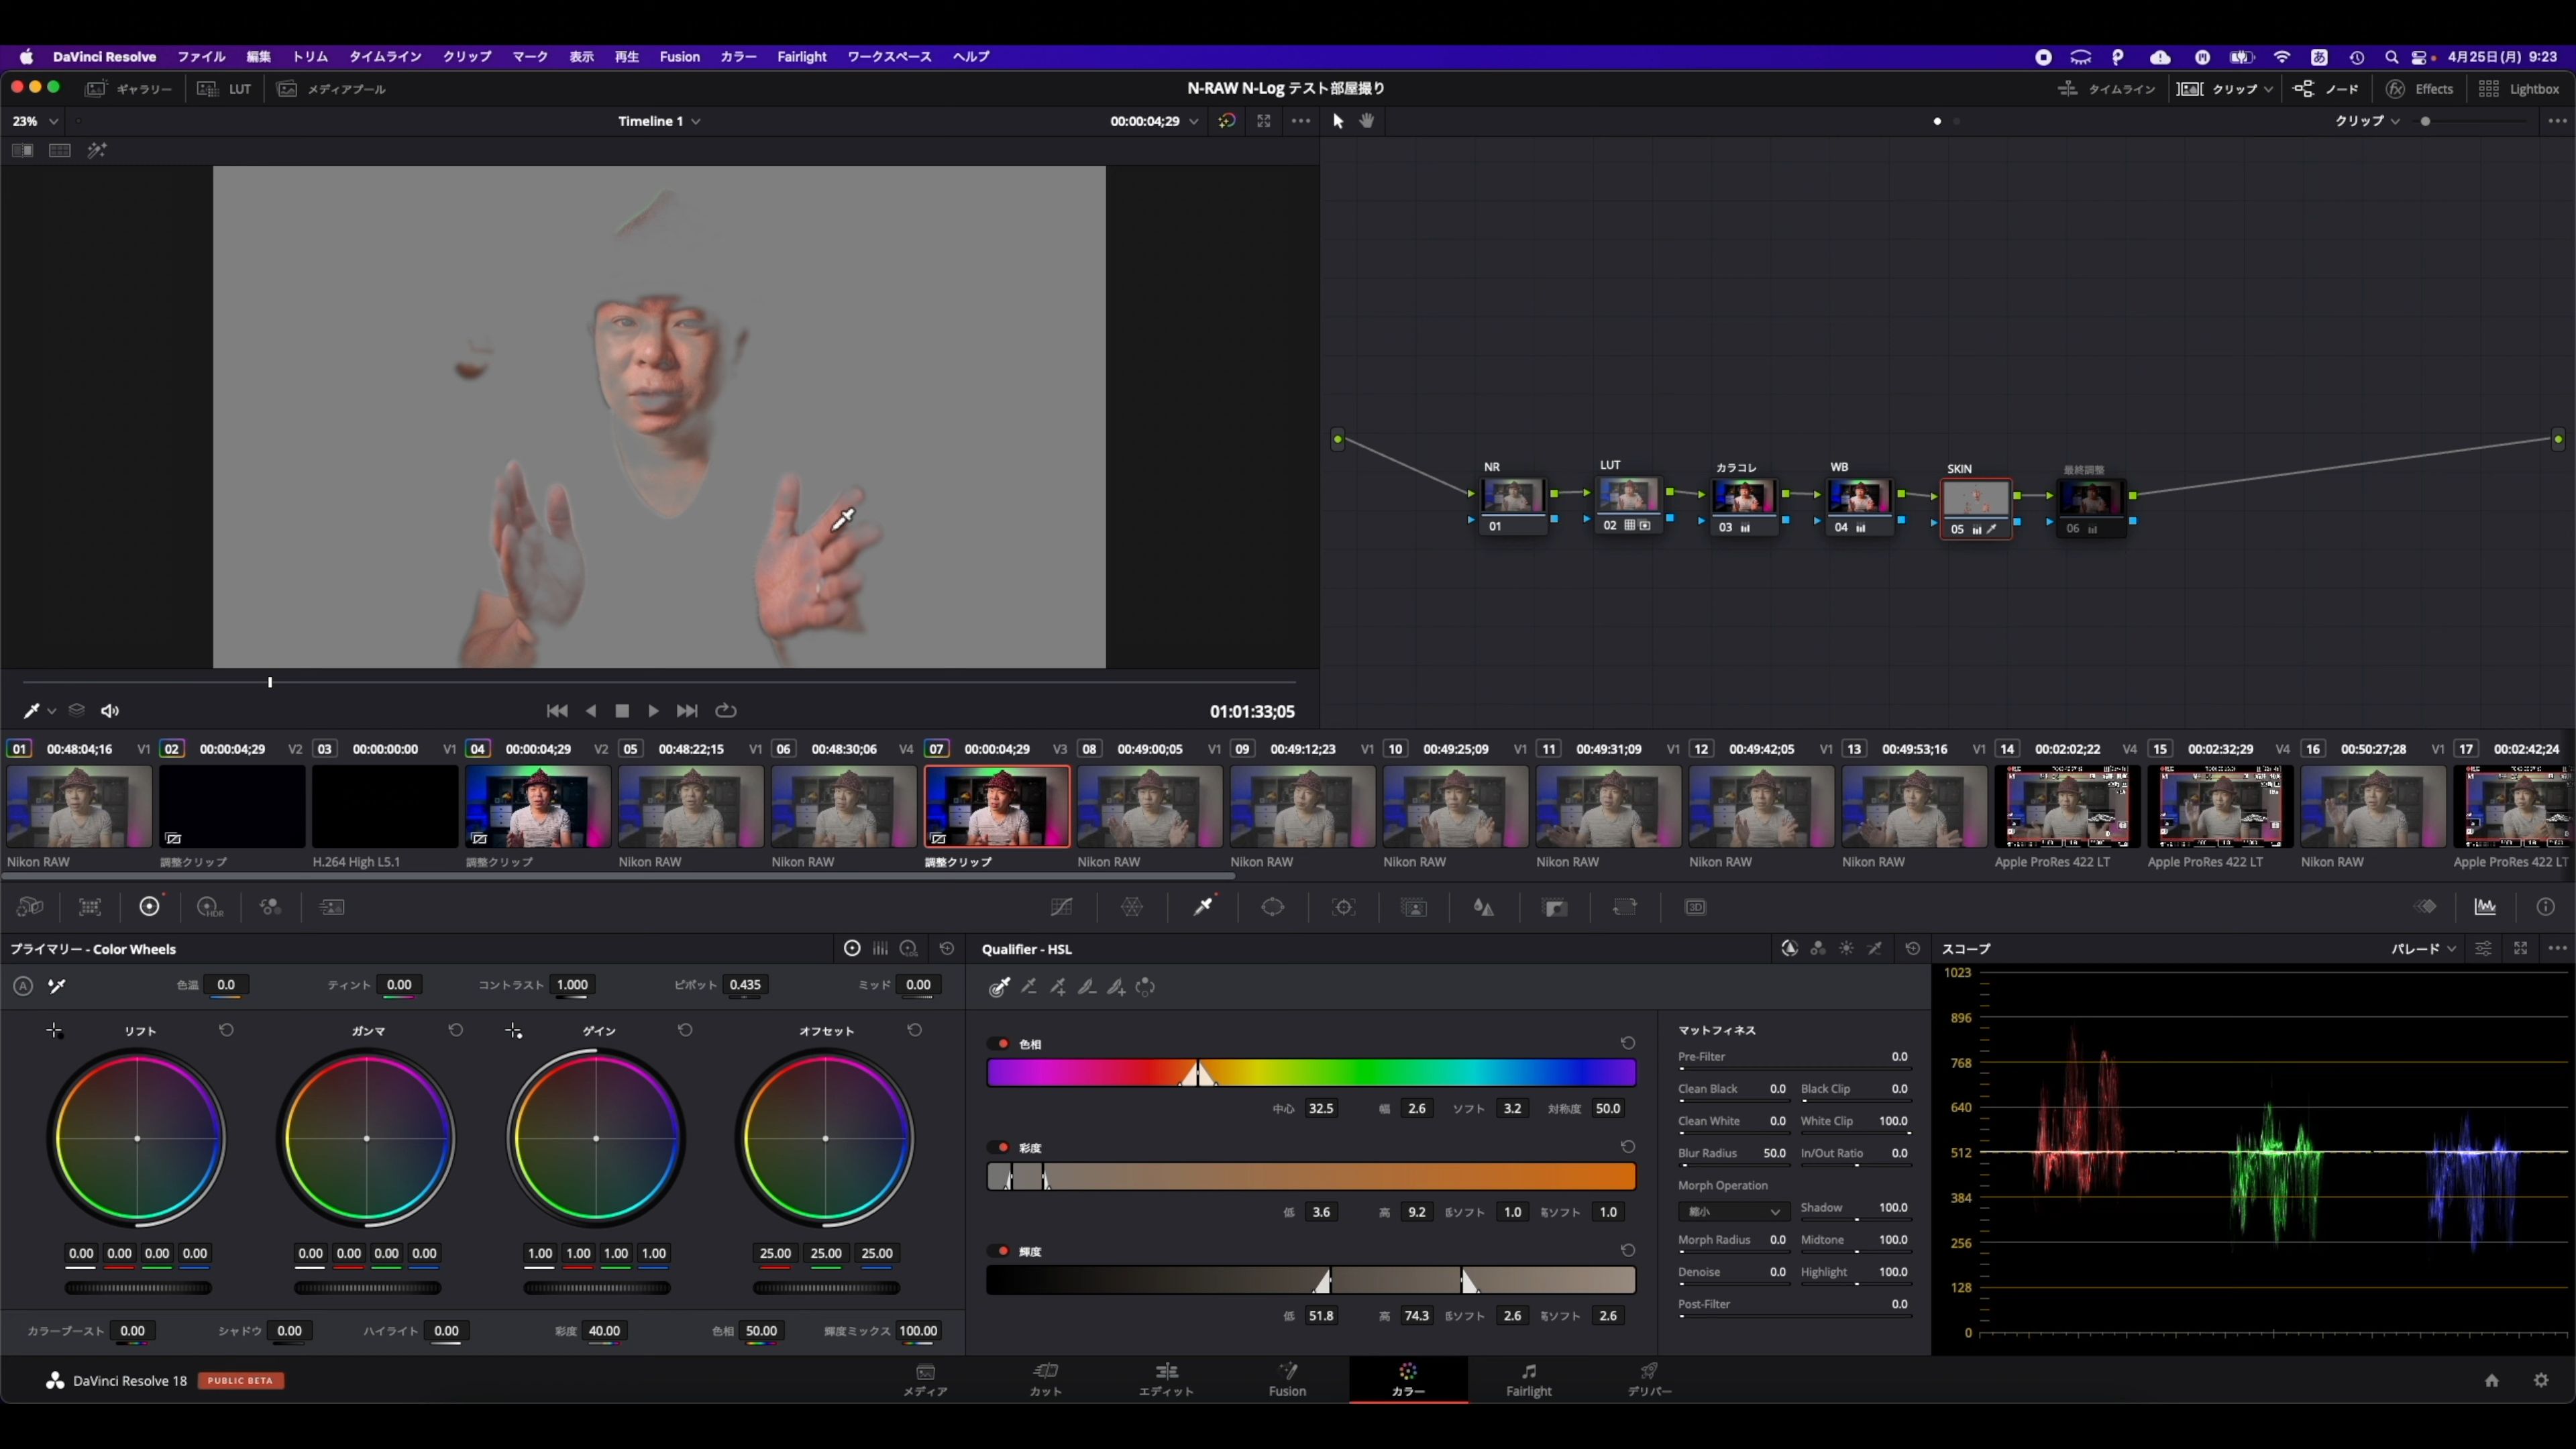 DaVinci Resolve ファイル 編集 トリム タイムライン クリップ マーク 表示 再生 Fusion カラー Fairlight ワークスペース ヘルプ あ 4月25日(月) 9:23
ギャラリー LUT メディアプール N-RAW N-Log テスト部屋撮り タイムライン クリップ ノード Effects Lightbox
23% Timeline 1 00:00:04;29 クリップ
NR LUT カラコレ WB SKIN 最終調整
01 02 03 04 05 06
01:01:33;05
01 00:48:04;16 V1 02 00:00:04;29 V2 03 00:00:00:00 V1 04 00:00:04;29 V2 05 00:48:22;15 V1 06 00:48:30;06 V4 07 00:00:04;29 V3 08 00:49:00;05 V1 09 00:49:12;23 V1 10 00:49:25;09 V1 11 00:49:31;09 V1 12 00:49:42;05 V1 13 00:49:53;16 V1 14 00:02:02;22 V4 15 00:02:32;29 V4 16 00:50:27;28 V1 17 00:02:42;24
Nikon RAW 調整クリップ H.264 High L5.1 調整クリップ Nikon RAW Nikon RAW 調整クリップ Nikon RAW Nikon RAW Nikon RAW Nikon RAW Nikon RAW Nikon RAW Apple ProRes 422 LT Apple ProRes 422 LT Nikon RAW Apple ProRes 422 LT
HDR 3D
プライマリー - Color Wheels LOG Qualifier - HSL スコープ パレード
A 色温 0.0 ティント 0.00 コントラスト 1.000 ピボット 0.435 ミッド 0.00
リフト ガンマ ゲイン オフセット
0.00 0.00 0.00 0.00 0.00 0.00 0.00 0.00 1.00 1.00 1.00 1.00 25.00 25.00 25.00
カラーブースト 0.00 シャドウ 0.00 ハイライト 0.00 彩度 40.00 色相 50.00 輝度ミックス 100.00
色相
中心 32.5 幅 2.6 ソフト 3.2 対称度 50.0
彩度
低 3.6 高 9.2 ソフト 1.0 ソフト 1.0
輝度
低 51.8 高 74.3 ソフト 2.6 ソフト 2.6
マットフィネス
Pre-Filter 0.0
Clean Black 0.0 Black Clip 0.0
Clean White 0.0 White Clip 100.0
Blur Radius 50.0 In/Out Ratio 0.0
Morph Operation
縮小 Shadow 100.0
Morph Radius 0.0 Midtone 100.0
Denoise 0.0 Highlight 100.0
Post-Filter 0.0
1023
896
768
640
512
384
256
128
0
DaVinci Resolve 18 PUBLIC BETA メディア カット エディット Fusion カラー Fairlight デリバー